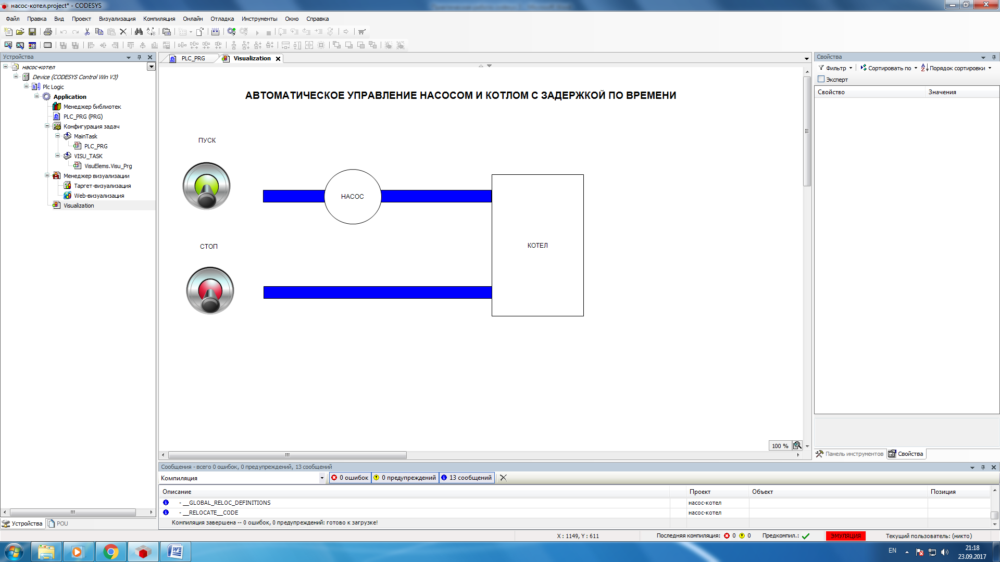 насос-котел.project* - CODESYS
Файл Правка Вид Проект Визуализация Компиляция Онлайн Отладка Инструменты Окно Справка
Устройства
насос-котел
Device (CODESYS Control Win V3)
Plc Logic
Application
Менеджер библиотек
PLC_PRG (PRG)
Конфигурация задач
MainTask
PLC_PRG
VISU_TASK
VisuElems.Visu_Prg
Менеджер визуализации
Таргет-визуализация
Web-визуализация
Visualization
Устройства POU
PLC_PRG Visualization
АВТОМАТИЧЕСКОЕ УПРАВЛЕНИЕ НАСОСОМ И КОТЛОМ С ЗАДЕРЖКОЙ ПО ВРЕМЕНИ
ПУСК
НАСОС
СТОП
КОТЕЛ
100 %
Свойства
Фильтр Сортировать по Порядок сортировки
Эксперт
Свойство Значения
Панель инструментов Свойства
Сообщения - всего 0 ошибок, 0 предупреждений, 13 сообщений
Компиляция 0 ошибок 0 предупреждений 13 сообщений
Описание Проект Объект Позиция
- __GLOBAL_RELOC_DEFINITIONS насос-котел
- __RELOCATE__CODE насос-котел
Компиляция завершена -- 0 ошибок, 0 предупреждений: готово к загрузке!
X : 1149, Y : 611 Последняя компиляция: 0 0 Предкомпил.: ЭМУЛЯЦИЯ Текущий пользователь: (никто)
EN 21:18
23.09.2017